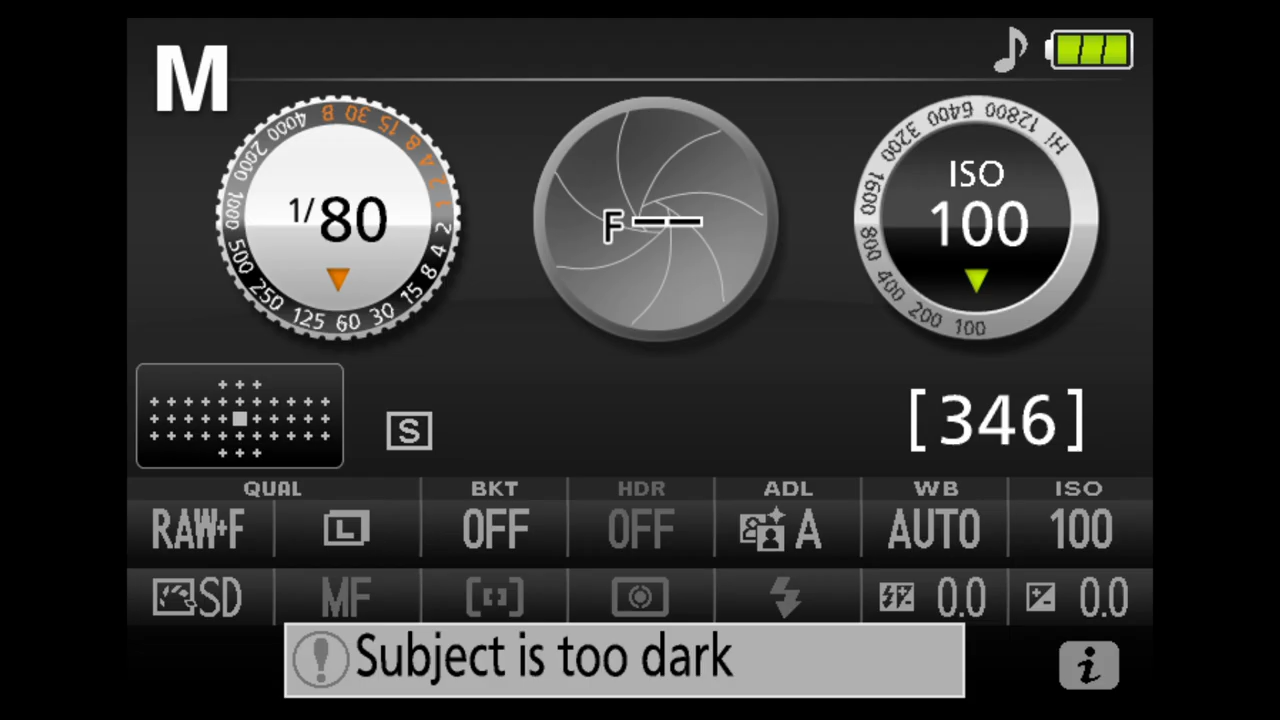 M
4000 B 30 15 8 4 2 1
2000 1000 500 250 125 60 30 15 8 4 2
1/80
F--
3200 6400 12800 Hi
1600 800 400 200 100
ISO
100
S
[346]
QUAL BKT HDR ADL WB ISO
RAW+F L OFF OFF A AUTO 100
SD MF [ ] 0.0 0.0
Subject is too dark
i